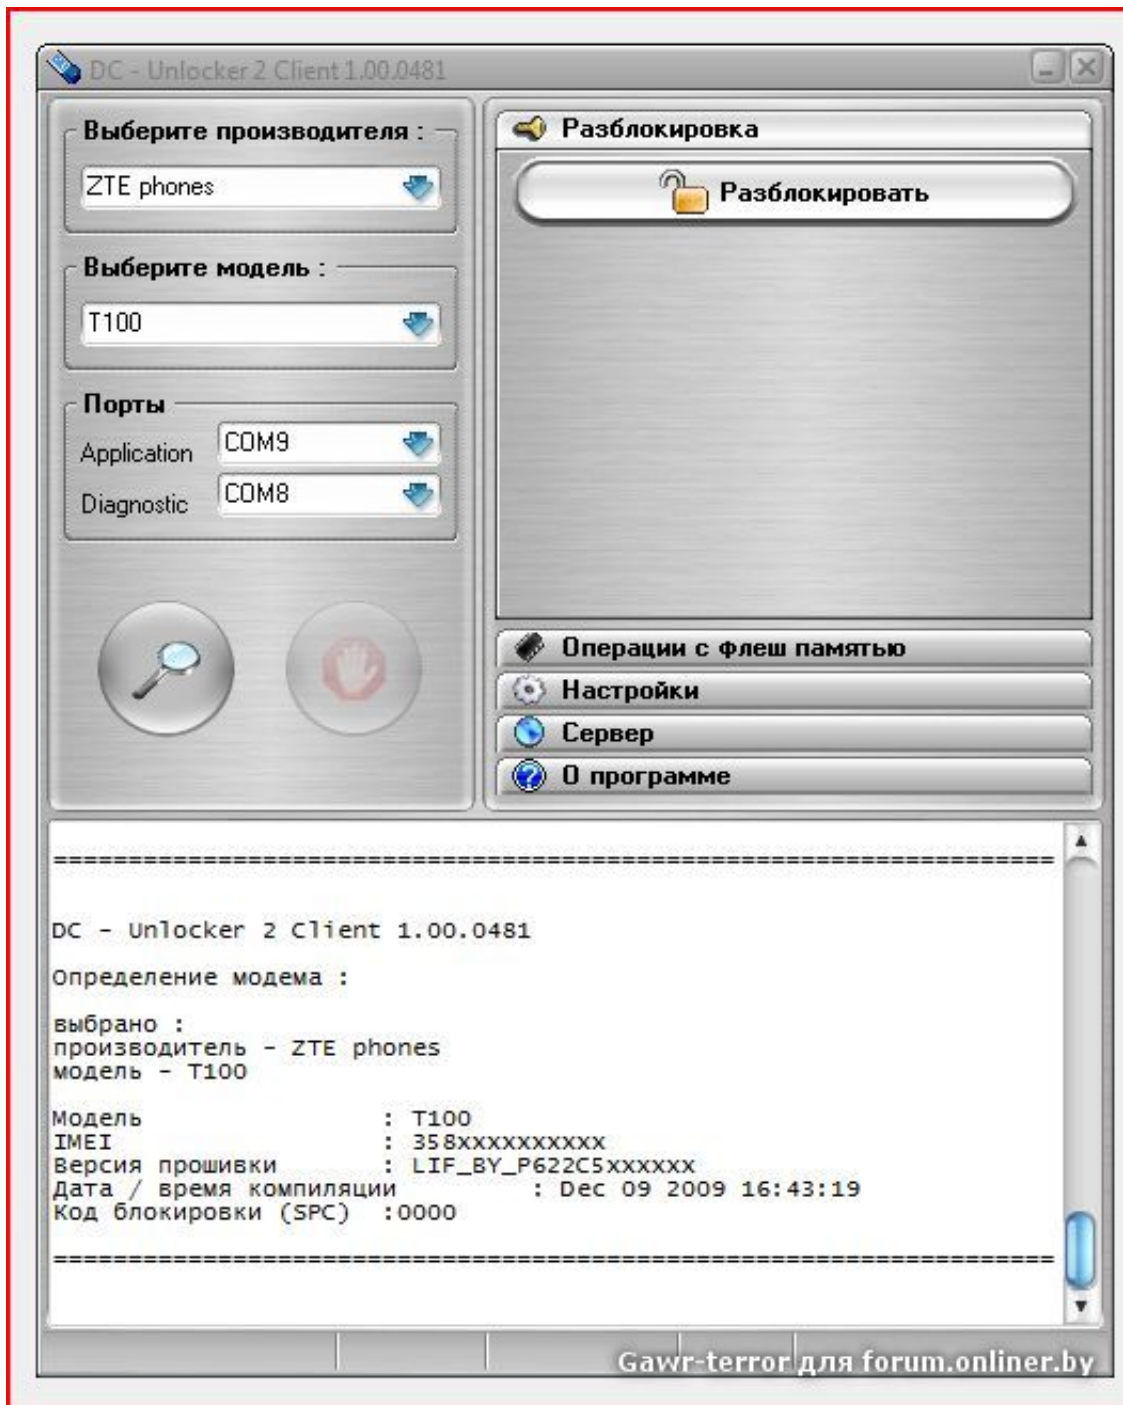 DC - Unlocker 2 Client 1.00.0481
Выберите производителя :
ZTE phones
Выберите модель :
T100
Порты
Application COM9
Diagnostic COM8
Разблокировка
Разблокировать
Операции с флеш памятью
Настройки
Сервер
О программе
====================================================================
DC - Unlocker 2 Client 1.00.0481
Определение модема :
выбрано :
производитель - ZTE phones
модель - T100
Модель : T100
IMEI : 358xxxxxxxxxx
Версия прошивки : LIF_BY_P622C5xxxxxx
Дата / время компиляции : Dec 09 2009 16:43:19
Код блокировки (SPC) :0000
====================================================================
Gawr-terror для forum.onliner.by